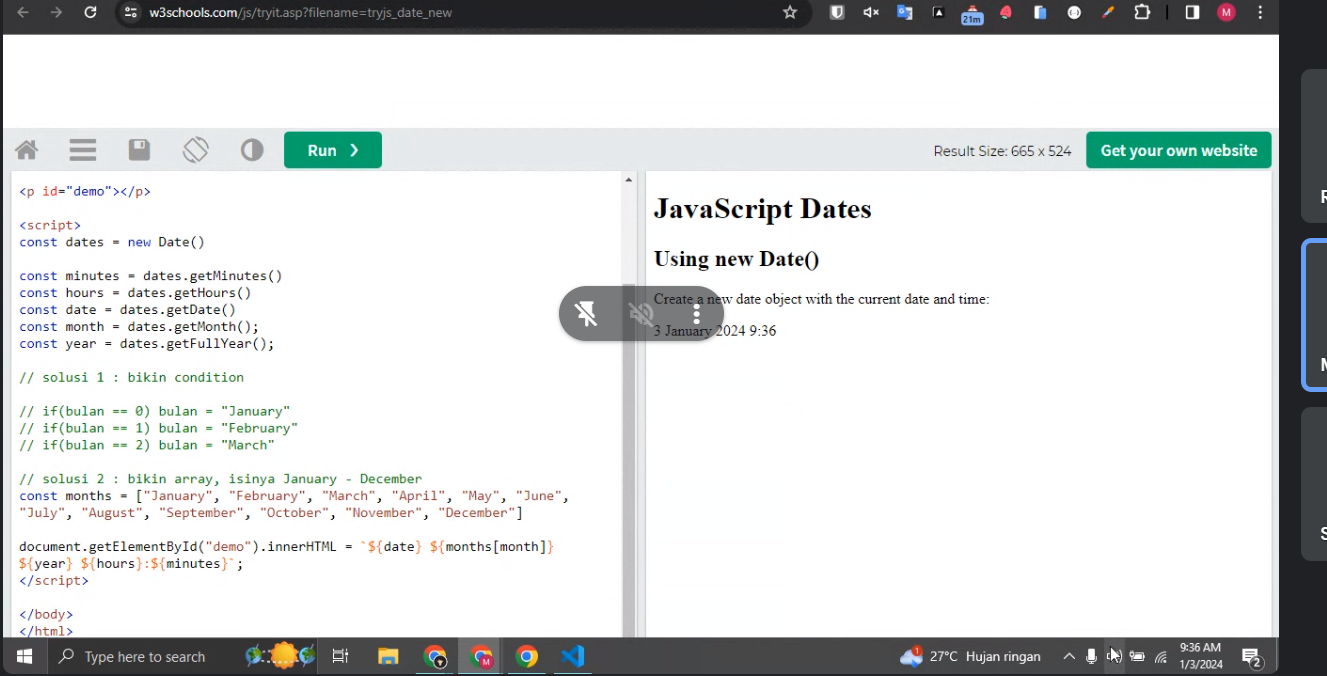 w3schools.com/js/tryit.asp?filename=tryjs_date_new
21m
M
Run ❯
Result Size: 665 x 524
Get your own website
<p id="demo"></p>
<script>
const dates = new Date()
const minutes = dates.getMinutes()
const hours = dates.getHours()
const date = dates.getDate()
const month = dates.getMonth();
const year = dates.getFullYear();
// solusi 1 : bikin condition
// if(bulan == 0) bulan = "January"
// if(bulan == 1) bulan = "February"
// if(bulan == 2) bulan = "March"
// solusi 2 : bikin array, isinya January - December
const months = ["January", "February", "March", "April", "May", "June",
"July", "August", "September", "October", "November", "December"]
document.getElementById("demo").innerHTML = `${date} ${months[month]}
${year} ${hours}:${minutes}`;
</script>
</body>
</html>
JavaScript Dates
Using new Date()
Create a new date object with the current date and time:
3 January 2024 9:36
R
M
S
Type here to search
M
1
27°C Hujan ringan
9:36 AM
1/3/2024
2